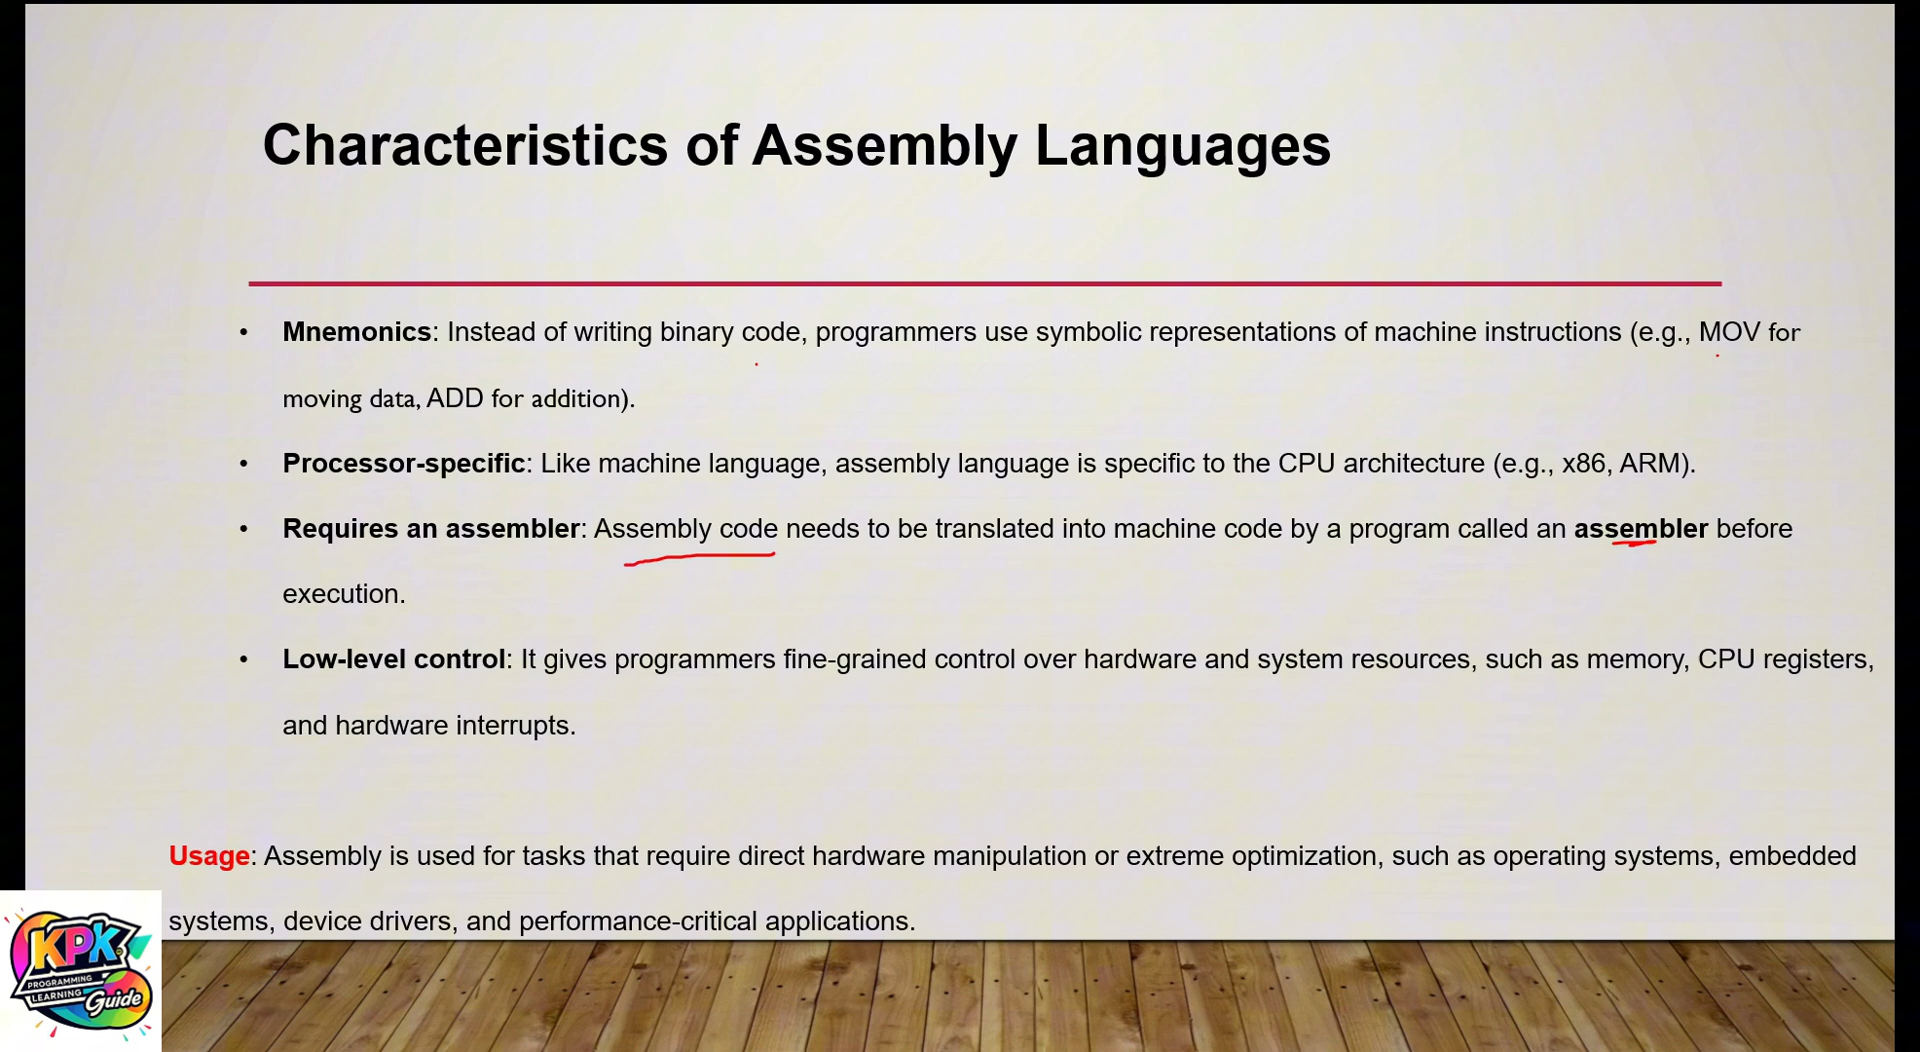 Characteristics of Assembly Languages
• Mnemonics: Instead of writing binary code, programmers use symbolic representations of machine instructions (e.g., MOV for
moving data, ADD for addition).
• Processor-specific: Like machine language, assembly language is specific to the CPU architecture (e.g., x86, ARM).
• Requires an assembler: Assembly code needs to be translated into machine code by a program called an assembler before
execution.
• Low-level control: It gives programmers fine-grained control over hardware and system resources, such as memory, CPU registers,
and hardware interrupts.
Usage: Assembly is used for tasks that require direct hardware manipulation or extreme optimization, such as operating systems, embedded
systems, device drivers, and performance-critical applications.
KPK
PROGRAMMING
LEARNING
Guide